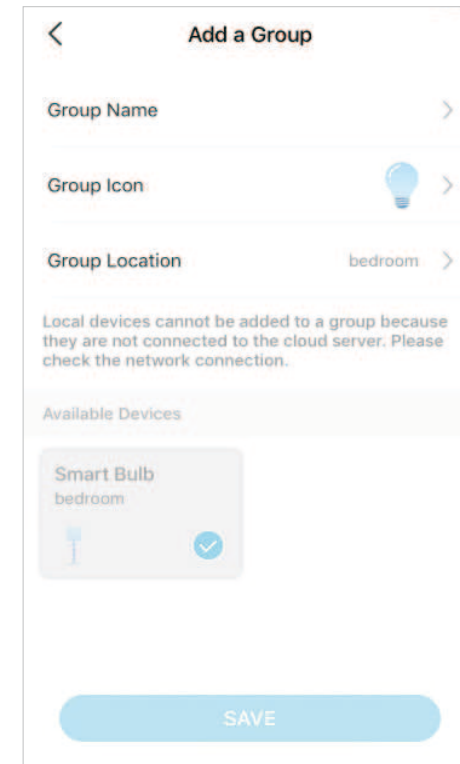 Add a Group
Group Name
Group Icon
Group Location bedroom
Local devices cannot be added to a group because
they are not connected to the cloud server. Please
check the network connection.
Available Devices
Smart Bulb
bedroom
SAVE